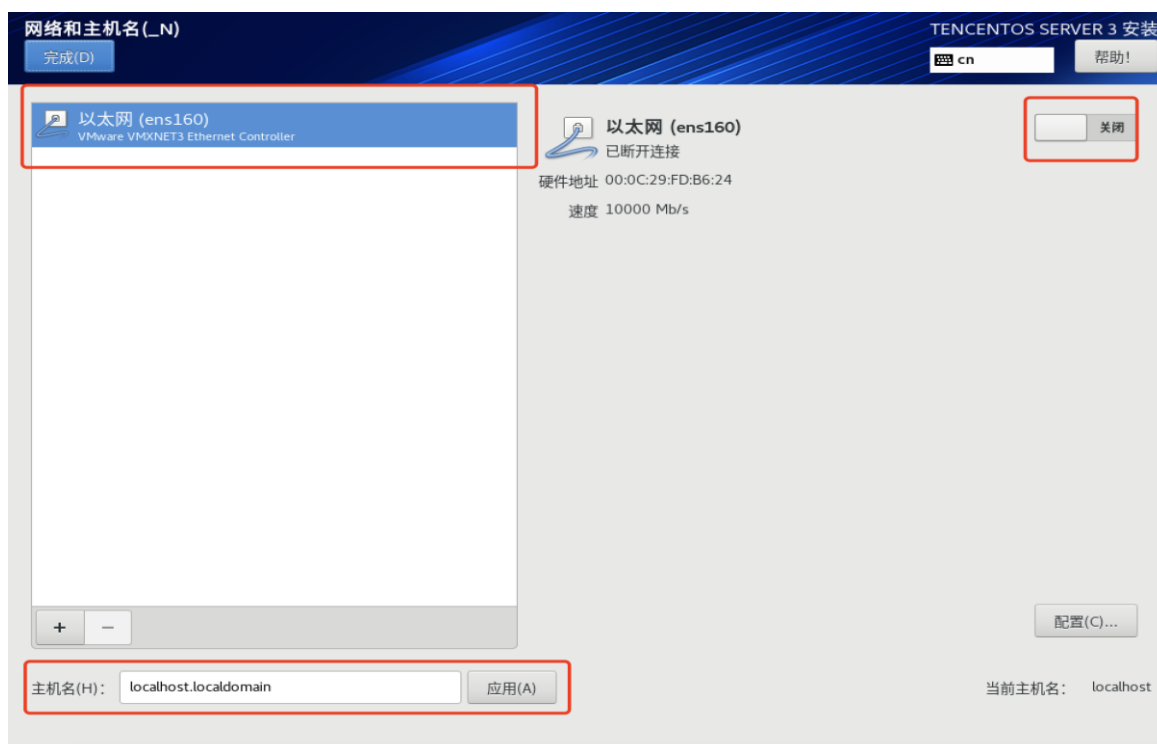 网络和主机名(_N)
TENCENTOS SERVER 3 安装
完成(D)
cn
帮助!
以太网 (ens160)
VMware VMXNET3 Ethernet Controller
以太网 (ens160)
已断开连接
关闭
硬件地址 00:0C:29:FD:B6:24
速度 10000 Mb/s
+ −
配置(C)...
主机名(H): localhost.localdomain 应用(A)
当前主机名: localhost